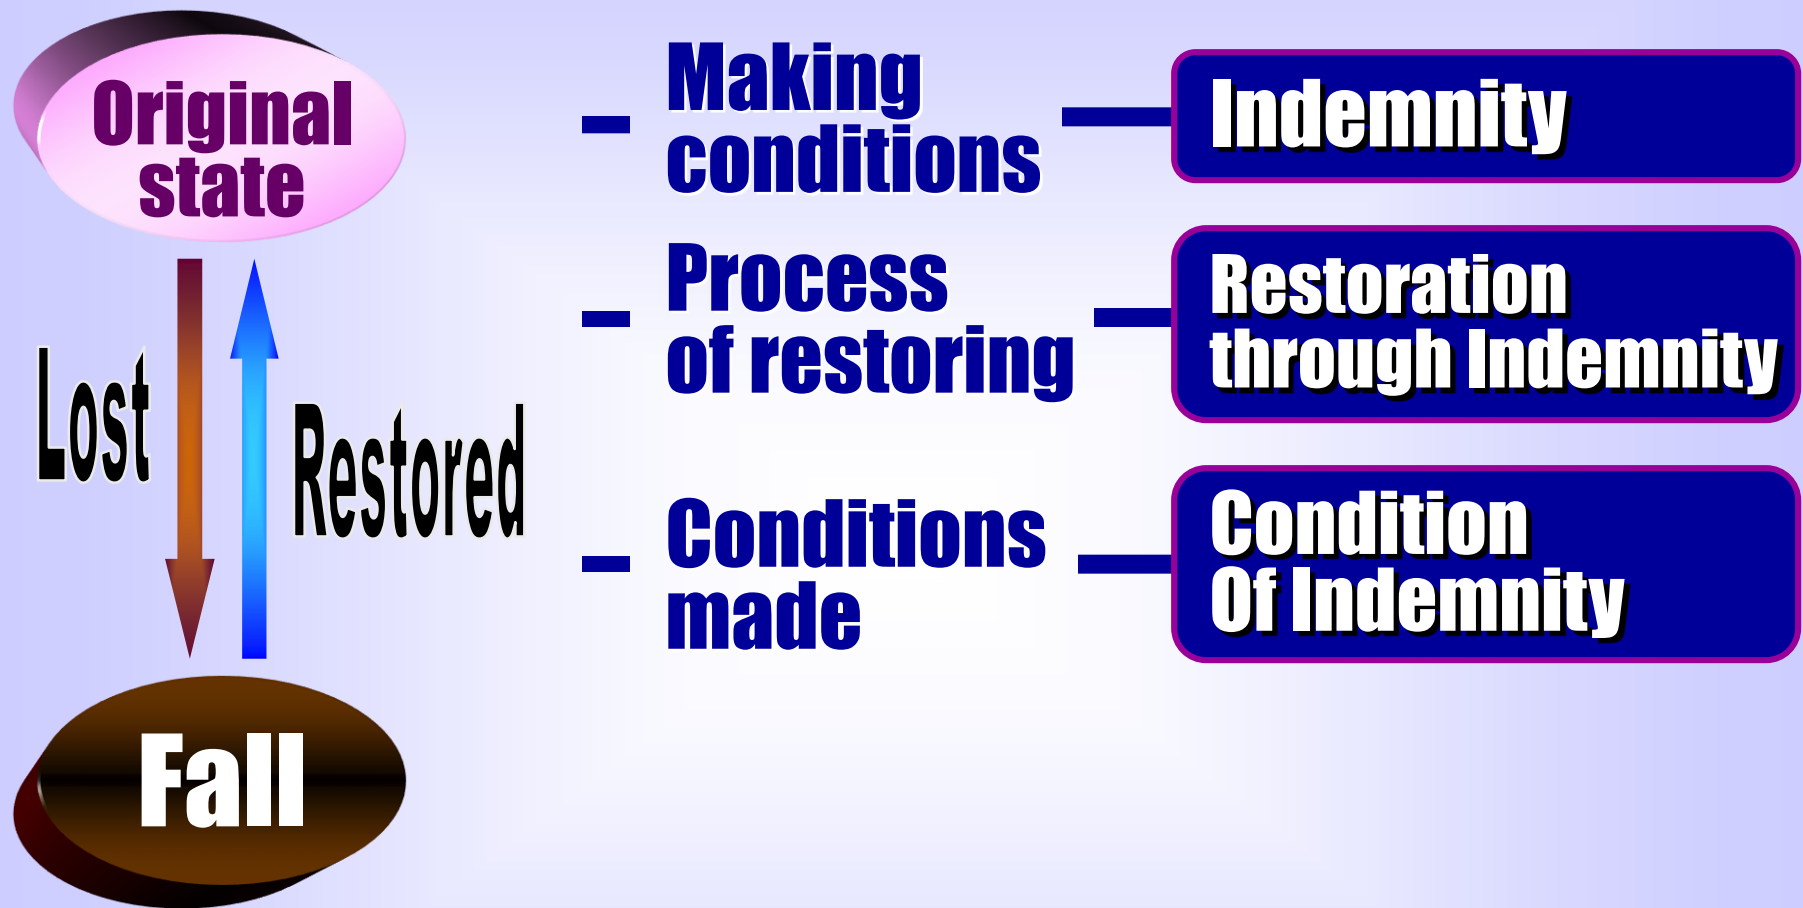 Original
state
Lost
Restored
Fall
Making
conditions
Indemnity
Process
of restoring
Restoration
through Indemnity
Conditions
made
Condition
Of Indemnity